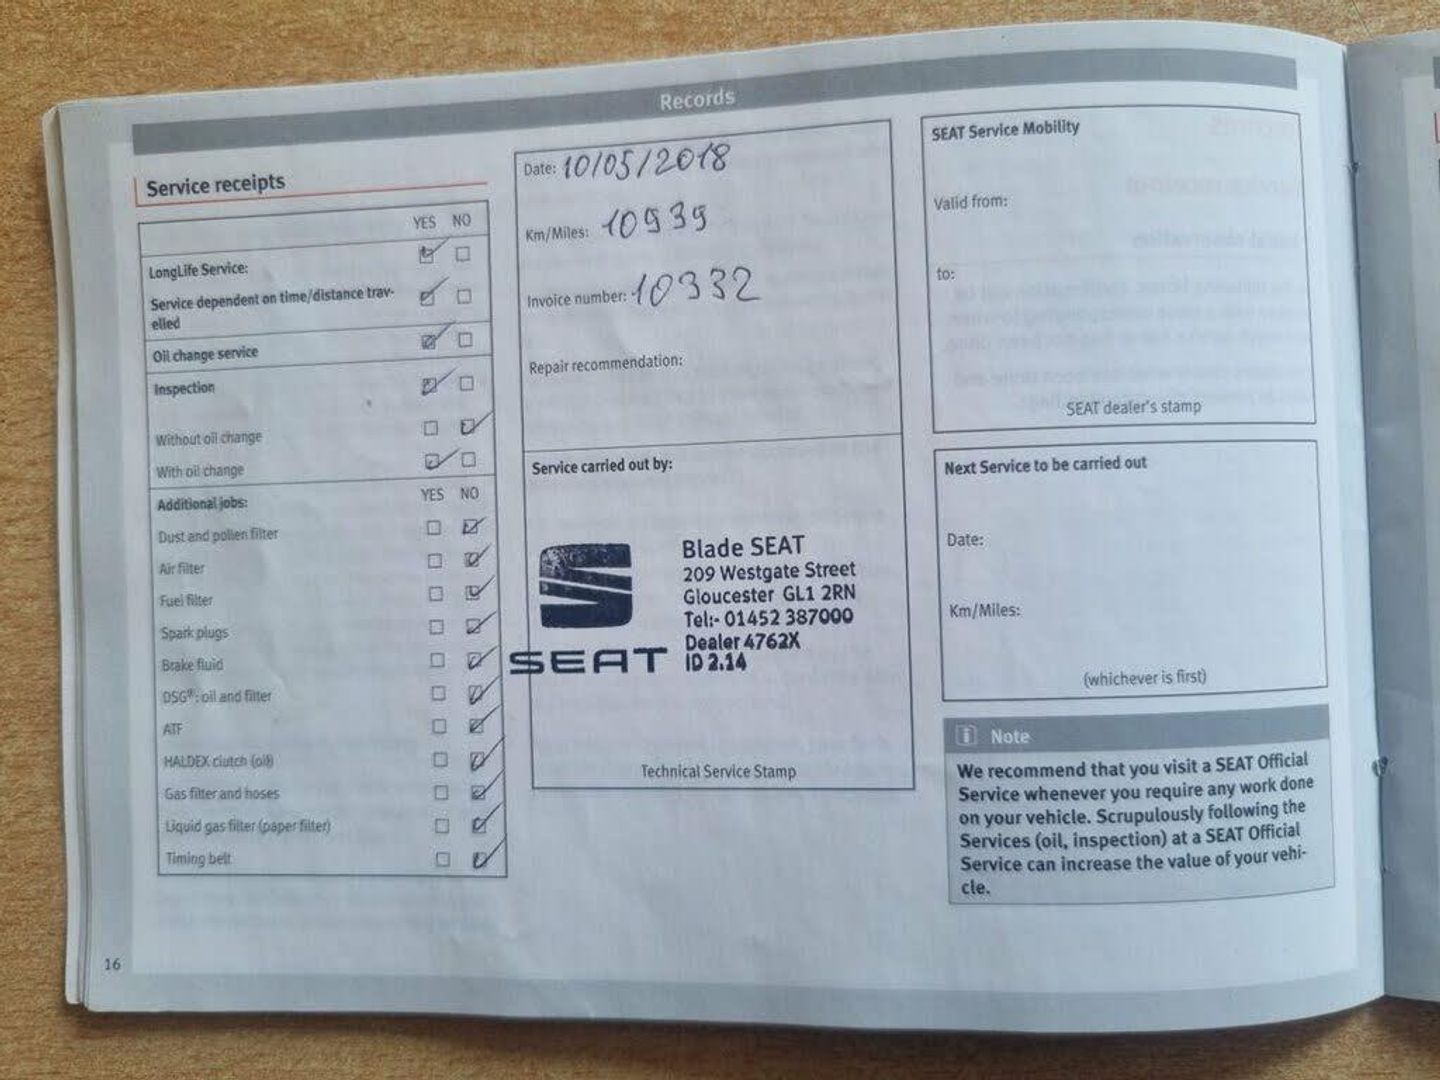 Records
Service receipts
YES NO
LongLife Service:
Service dependent on time/distance trav-
elled
Oil change service
Inspection
Without oil change
With oil change
Additional jobs: YES NO
Dust and pollen filter
Air filter
Fuel filter
Spark plugs
Brake fluid
DSG®: oil and filter
ATF
HALDEX clutch (oil)
Gas filter and hoses
Liquid gas filter (paper filter)
Timing belt
16
Date: 10/05/2018
Km/Miles: 10939
Invoice number: 10332
Repair recommendation:
Service carried out by:
SEAT
Blade SEAT
209 Westgate Street
Gloucester GL1 2RN
Tel:- 01452 387000
Dealer 4762X
ID 2.14
Technical Service Stamp
SEAT Service Mobility
Valid from:
to:
SEAT dealer's stamp
Next Service to be carried out
Date:
Km/Miles:
(whichever is first)
i Note
We recommend that you visit a SEAT Official
Service whenever you require any work done
on your vehicle. Scrupulously following the
Services (oil, inspection) at a SEAT Official
Service can increase the value of your vehi-
cle.